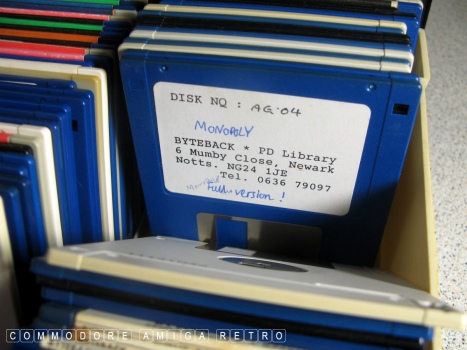 DISK NO : AG.04
MONOPOLY
BYTEBACK * PD Library
6 Mumby Close, Newark
Notts. NG24 1JE
Tel. 0636 79097
Full version !
COMMODORE AMIGA RETRO